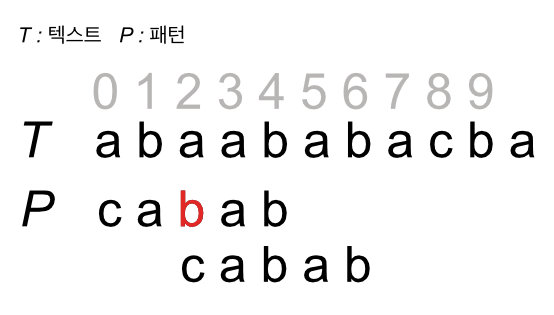 T : 텍스트 P : 패턴
0 1 2 3 4 5 6 7 8 9
T a b a a b a b a c b a
P c a b a b
c a b a b